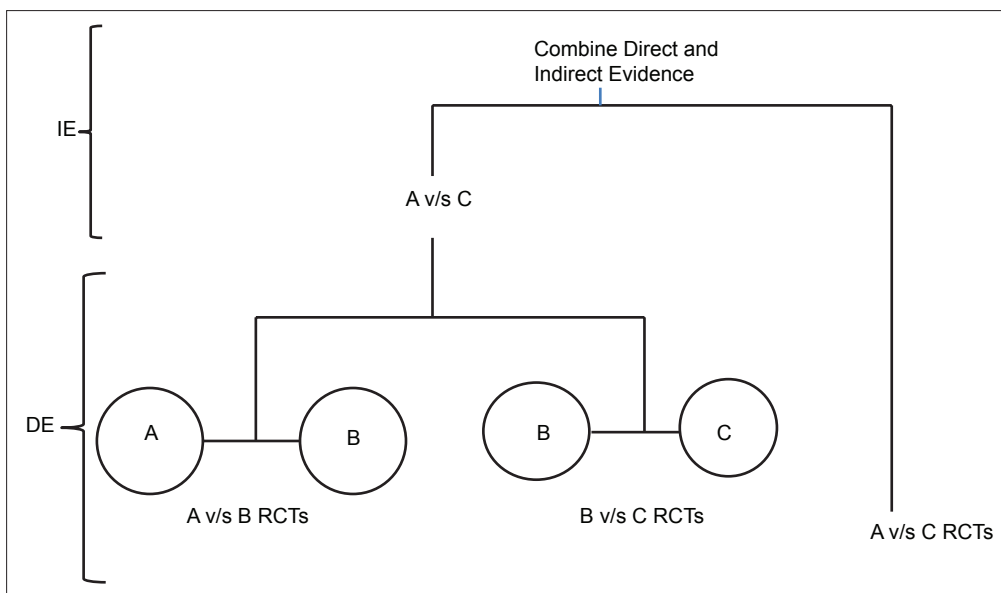 Combine Direct and
Indirect Evidence
IE
A v/s C
DE
A
B
B
C
A v/s B RCTs
B v/s C RCTs
A v/s C RCTs